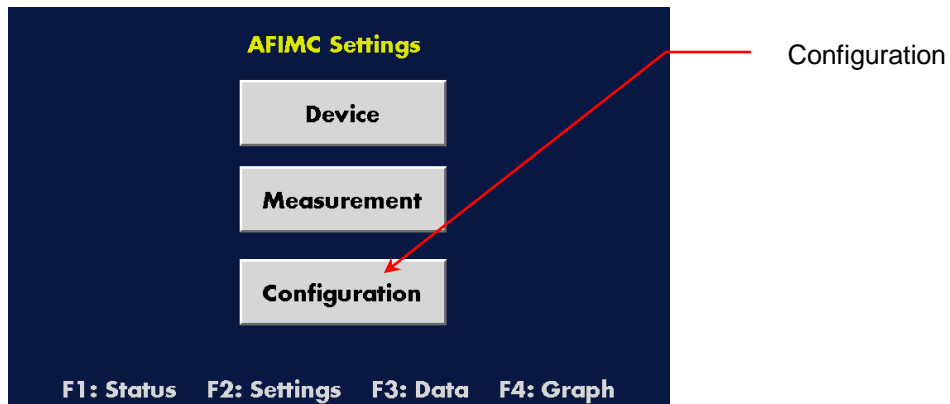 AFIMC Settings
Configuration
Device
Measurement
Configuration
F1: Status F2: Settings F3: Data F4: Graph